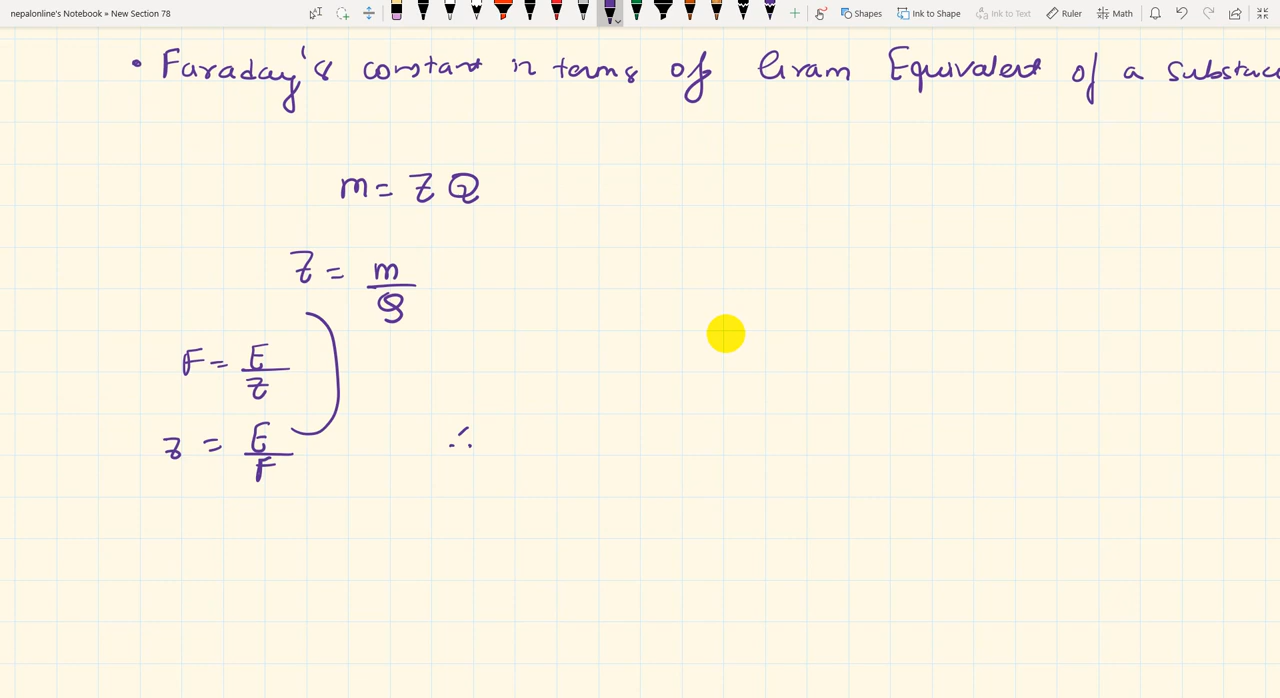 nepalonline's Notebook » New Section 78
Shapes Ink to Shape Ink to Text Ruler Math
• Faraday's constant in terms of Gram Equivalent of a substace
m = Z Q
Z = m / Q
F = E / Z
Z = E / F
∴